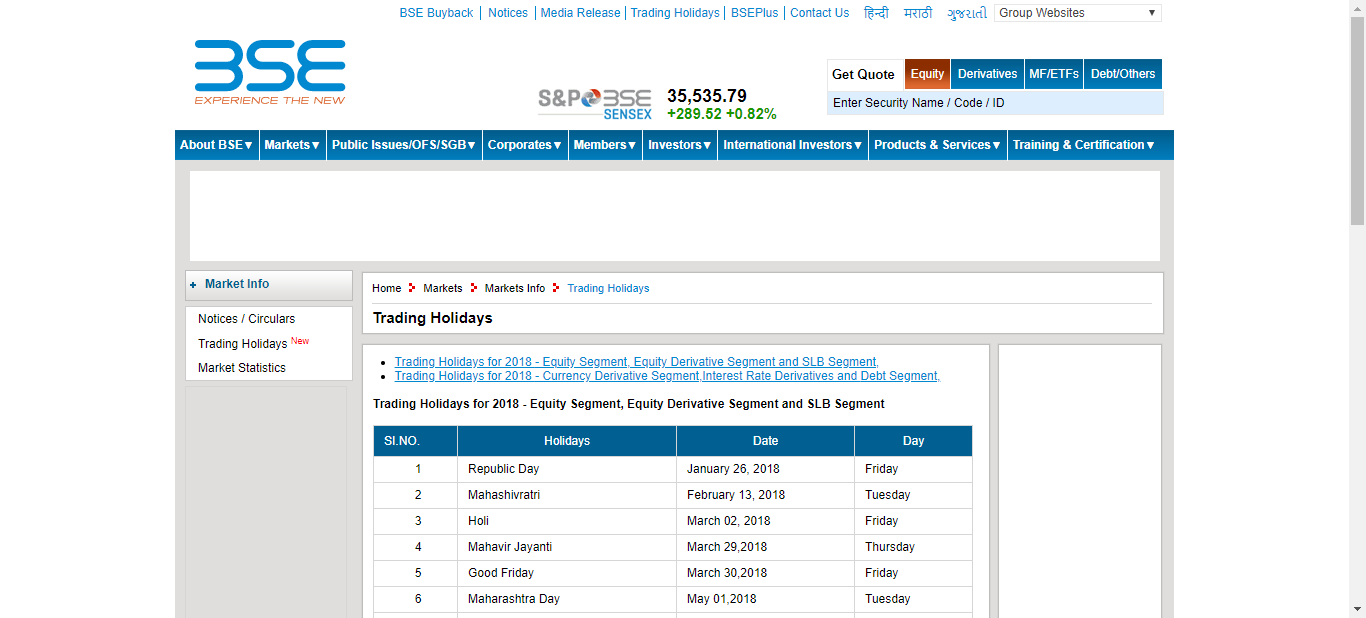 BSE Buyback | Notices | Media Release | Trading Holidays | BSEPlus | Contact Us हिन्दी मराठी ગુજરાતી Group Websites ▼
BSE
EXPERIENCE THE NEW
S&P BSE
SENSEX
35,535.79
+289.52 +0.82%
Get Quote Equity Derivatives MF/ETFs Debt/Others
Enter Security Name / Code / ID
About BSE▼ Markets▼ Public Issues/OFS/SGB▼ Corporates▼ Members▼ Investors▼ International Investors▼ Products & Services▼ Training & Certification▼
+ Market Info
Notices / Circulars
Trading Holidays New
Market Statistics
Home Markets Markets Info Trading Holidays
Trading Holidays
• Trading Holidays for 2018 - Equity Segment, Equity Derivative Segment and SLB Segment,
• Trading Holidays for 2018 - Currency Derivative Segment,Interest Rate Derivatives and Debt Segment,
Trading Holidays for 2018 - Equity Segment, Equity Derivative Segment and SLB Segment
Sl.NO. Holidays Date Day
1 Republic Day January 26, 2018 Friday
2 Mahashivratri February 13, 2018 Tuesday
3 Holi March 02, 2018 Friday
4 Mahavir Jayanti March 29,2018 Thursday
5 Good Friday March 30,2018 Friday
6 Maharashtra Day May 01,2018 Tuesday